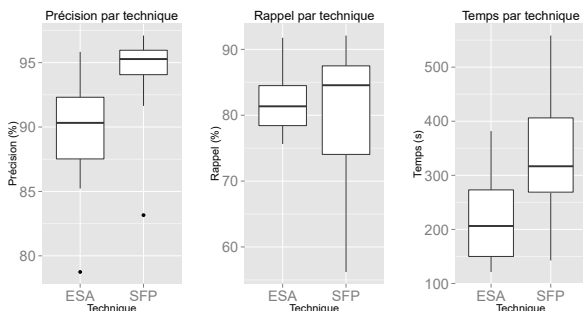 Précision par technique
Précision (%)
95
90
85
80
ESA SFP
Technique
Rappel par technique
Rappel (%)
90
80
70
60
ESA SFP
Technique
Temps par technique
Temps (s)
500
400
300
200
100
ESA SFP
Technique